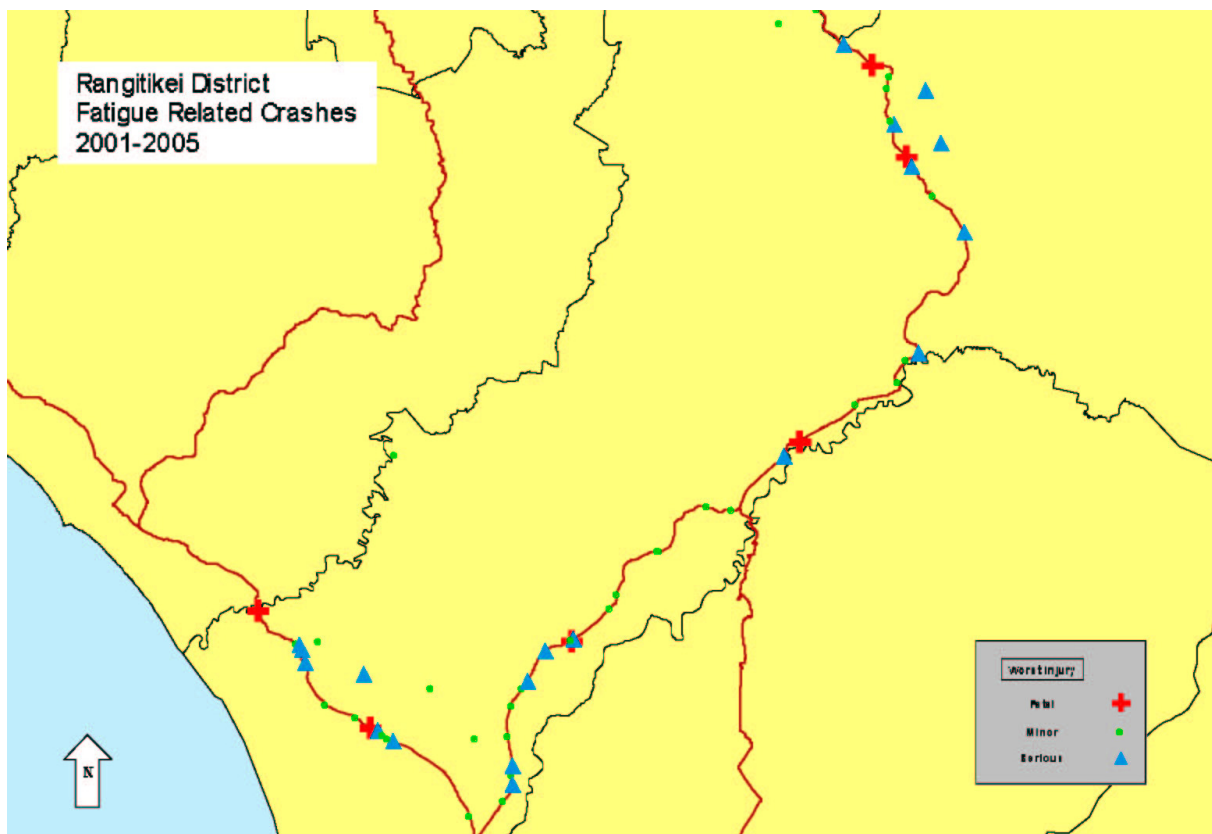 Rangitikei District
Fatigue Related Crashes
2001-2005
Worst Injury
Fatal
Minor
Serious
N